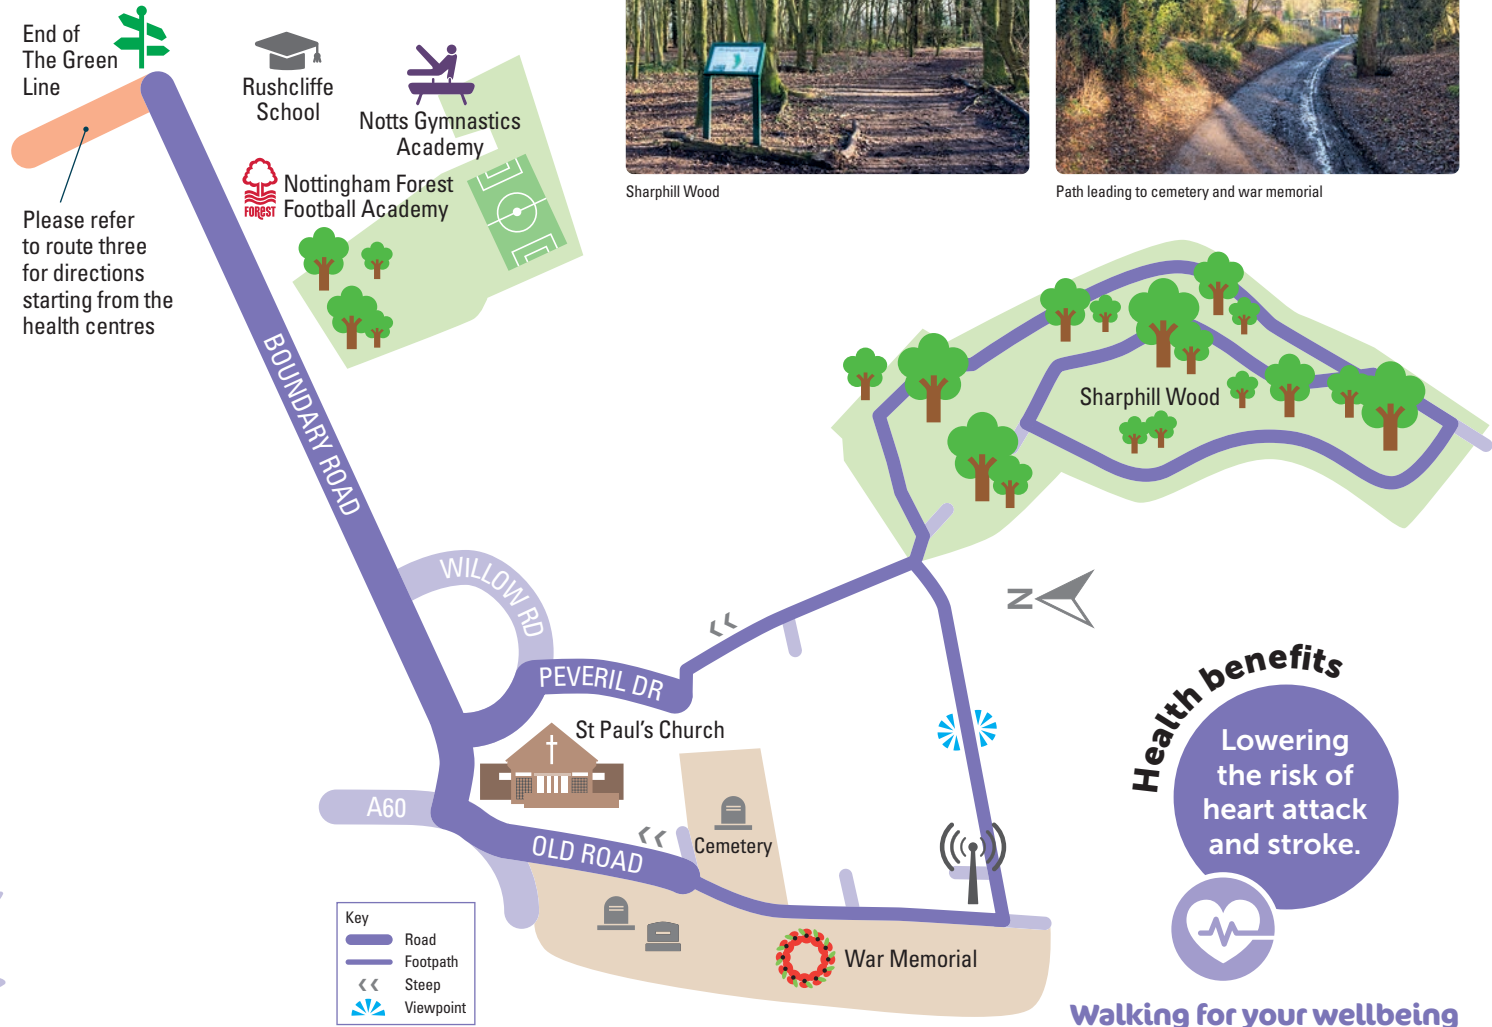 End of
The Green
Line
Rushcliffe
School
Notts Gymnastics
Academy
Nottingham Forest
Football Academy
FOREST
Please refer
to route three
for directions
starting from the
health centres
Sharphill Wood
Path leading to cemetery and war memorial
BOUNDARY ROAD
Sharphill Wood
WILLOW RD
N
PEVERIL DR
St Paul's Church
A60
OLD ROAD
Cemetery
War Memorial
Key
Road
Footpath
Steep
Viewpoint
Health benefits
Lowering
the risk of
heart attack
and stroke.
Walking for your wellbeing